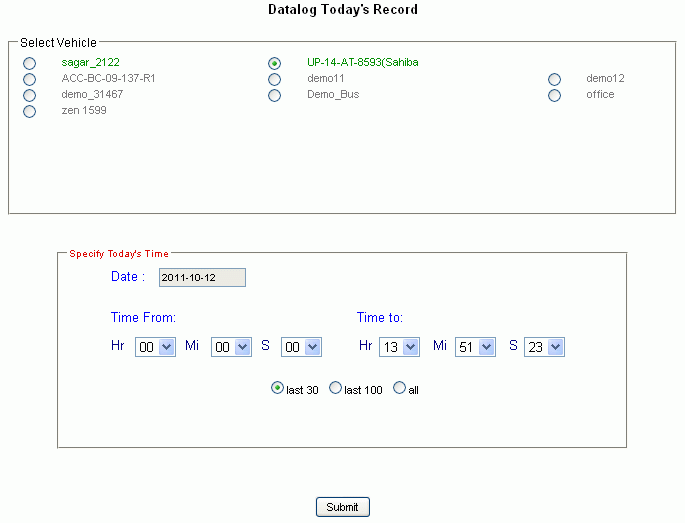 Datalog Today's Record
Select Vehicle
sagar_2122 UP-14-AT-8593(Sahiba
ACC-BC-09-137-R1 demo11 demo12
demo_31467 Demo_Bus office
zen 1599
Specify Today's Time
Date : 2011-10-12
Time From: Time to:
Hr 00 Mi 00 S 00 Hr 13 Mi 51 S 23
last 30 last 100 all
Submit